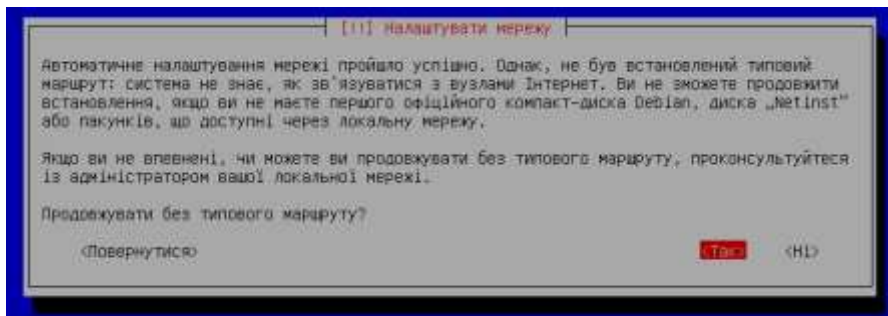 [!!] Налаштувати мережу
Автоматичне налаштування мережі пройшло успішно. Однак, не був встановлений типовий
маршрут: система не знає, як зв'язуватися з вузлами Інтернет. Ви не зможете продовжити
встановлення, якщо ви не маєте першого офіційного компакт-диска Debian, диска „Netinst"
або пакунків, що доступні через локальну мережу.
Якщо ви не впевнені, чи можете ви продовжувати без типового маршруту, проконсультуйтеся
із адміністратором вашої локальної мережі.
Продовжувати без типового маршруту?
<Повернутися> <Так> <Ні>